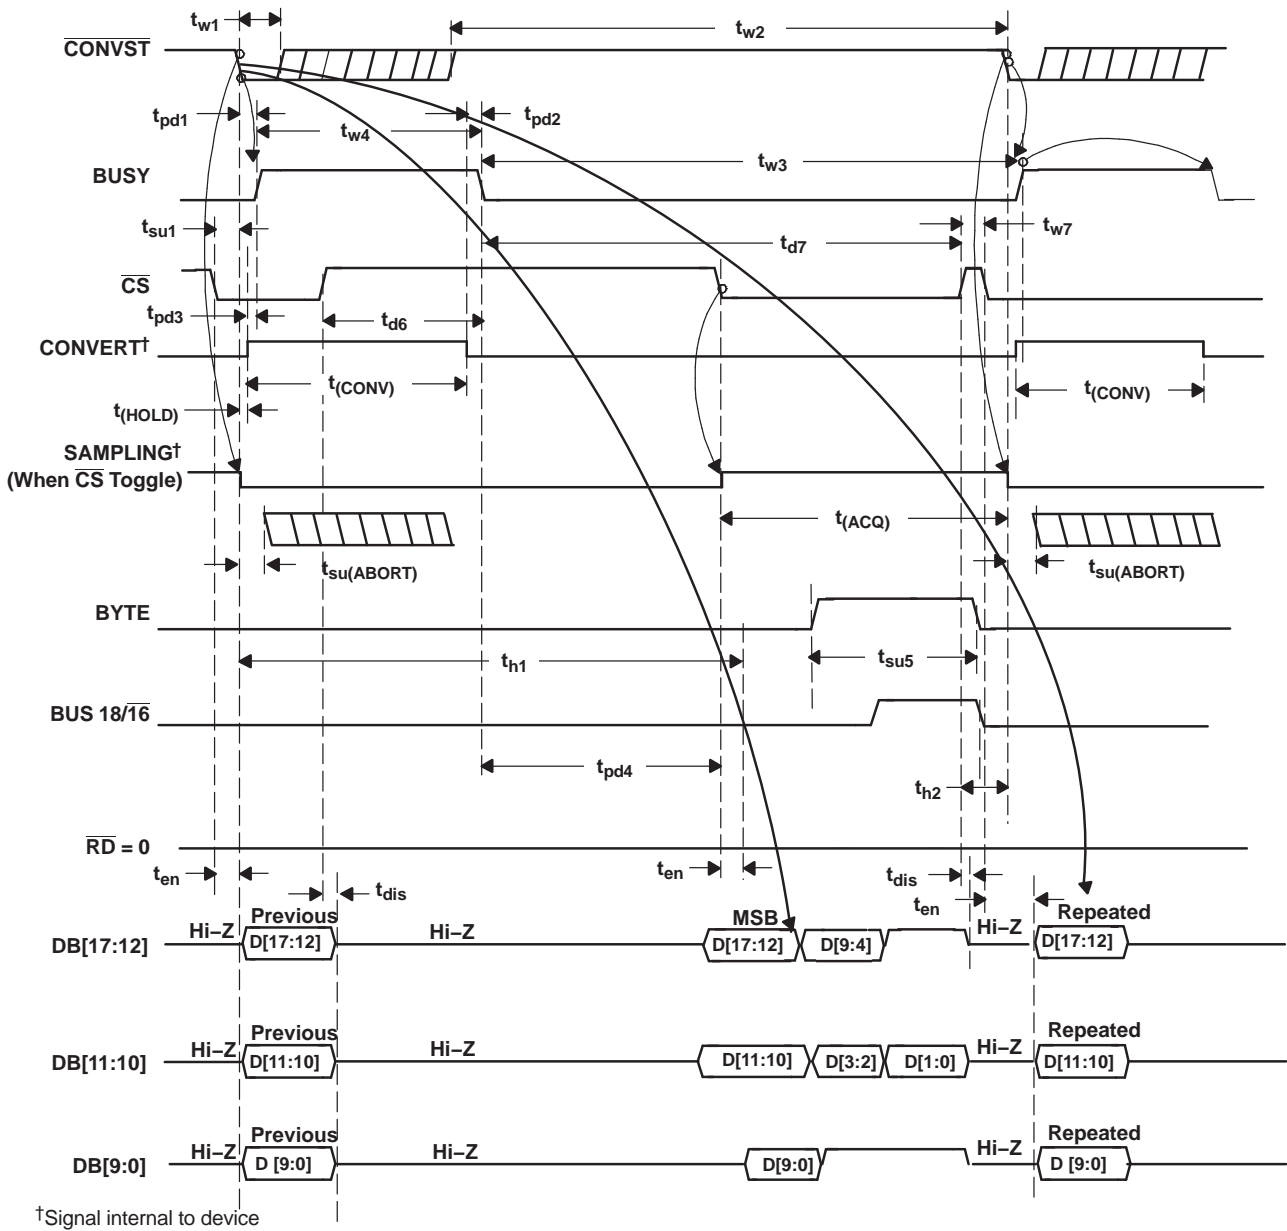 tw1
tw2
CONVST
tpd1
tw4
tpd2
tw3
BUSY
tsu1
td7
tw7
CS
tpd3
td6
CONVERT†
t(CONV)
t(CONV)
t(HOLD)
SAMPLING†
(When CS Toggle)
t(ACQ)
tsu(ABORT)
tsu(ABORT)
BYTE
th1
tsu5
BUS 18/16
tpd4
th2
RD = 0
ten
tdis
ten
tdis
ten
Previous
MSB
Repeated
DB[17:12]
Hi–Z
D[17:12]
Hi–Z
D[17:12]
D[9:4]
Hi–Z
D[17:12]
Previous
Repeated
DB[11:10]
Hi–Z
D[11:10]
Hi–Z
D[11:10]
D[3:2]
D[1:0]
Hi–Z
D[11:10]
Previous
Repeated
DB[9:0]
Hi–Z
D [9:0]
Hi–Z
D[9:0]
Hi–Z
D [9:0]
†Signal internal to device